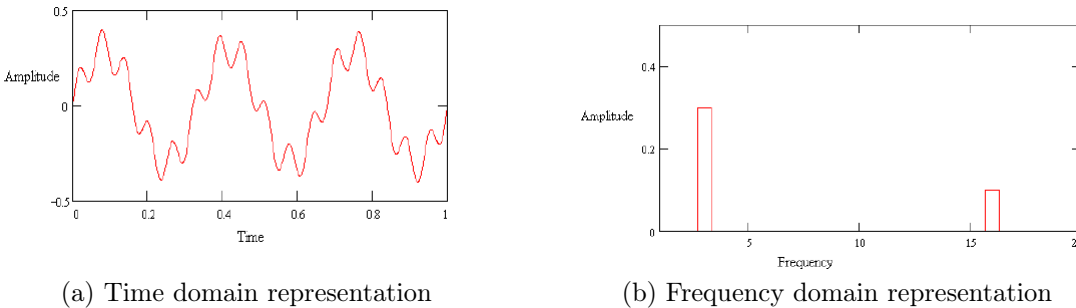 0.5
Amplitude
0
−0.5
0
0.2
0.4
0.6
0.8
1
Time
0.4
Amplitude
0.2
0
5
10
15
Frequency
(a) Time domain representation
(b) Frequency domain representation